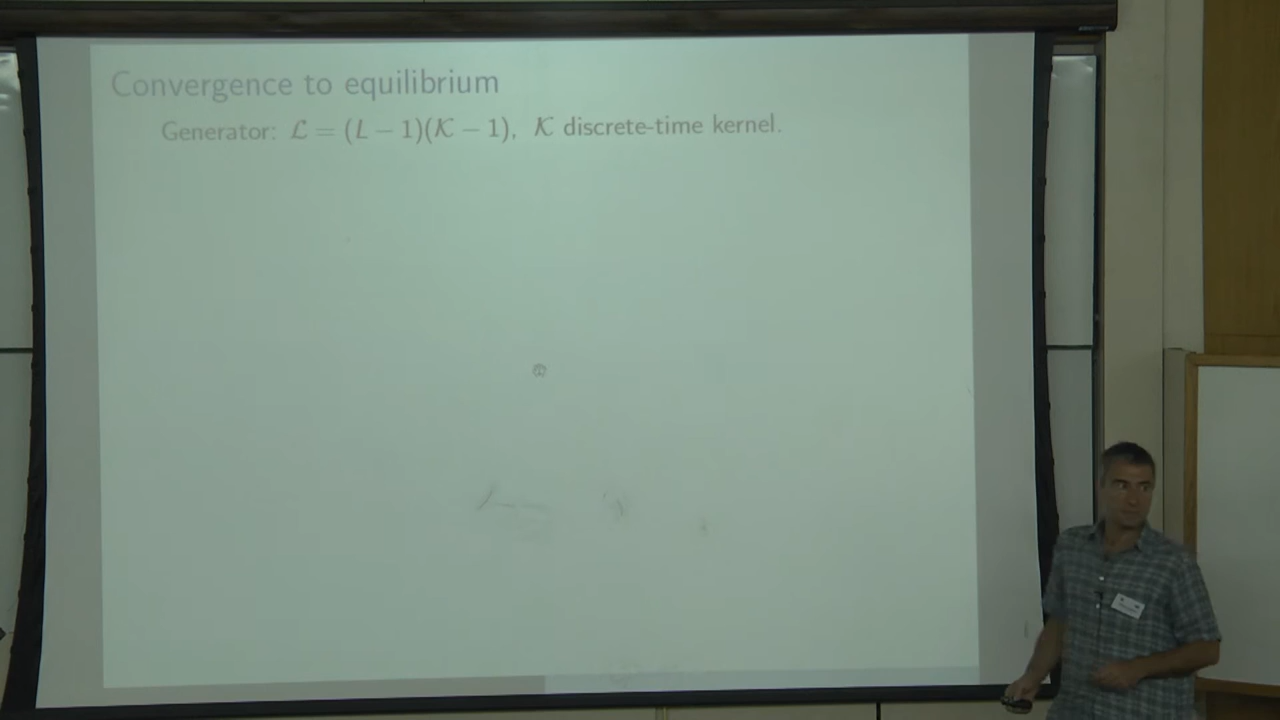 Convergence to equilibrium
Generator: 𝓛 = (L − 1)(𝒦 − 1), 𝒦 discrete-time kernel.